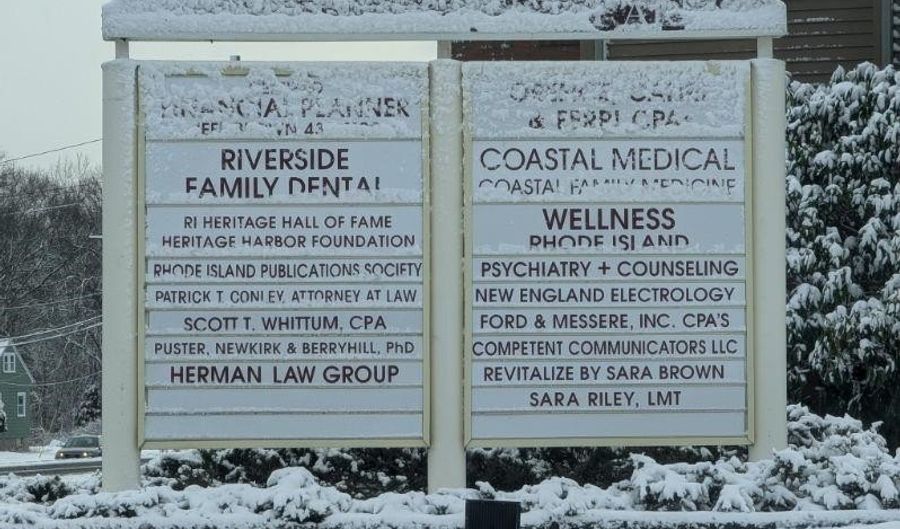 FINANCIAL PLANNER
RIVERSIDE
FAMILY DENTAL
RI HERITAGE HALL OF FAME
HERITAGE HARBOR FOUNDATION
RHODE ISLAND PUBLICATIONS SOCIETY
PATRICK T. CONLEY, ATTORNEY AT LAW
SCOTT T. WHITTUM, CPA
PUSTER, NEWKIRK & BERRYHILL, PhD
HERMAN LAW GROUP
& FERRI, CPAs
COASTAL MEDICAL
COASTAL FAMILY MEDICINE
WELLNESS
RHODE ISLAND
PSYCHIATRY + COUNSELING
NEW ENGLAND ELECTROLOGY
FORD & MESSERE, INC. CPA'S
COMPETENT COMMUNICATORS LLC
REVITALIZE BY SARA BROWN
SARA RILEY, LMT